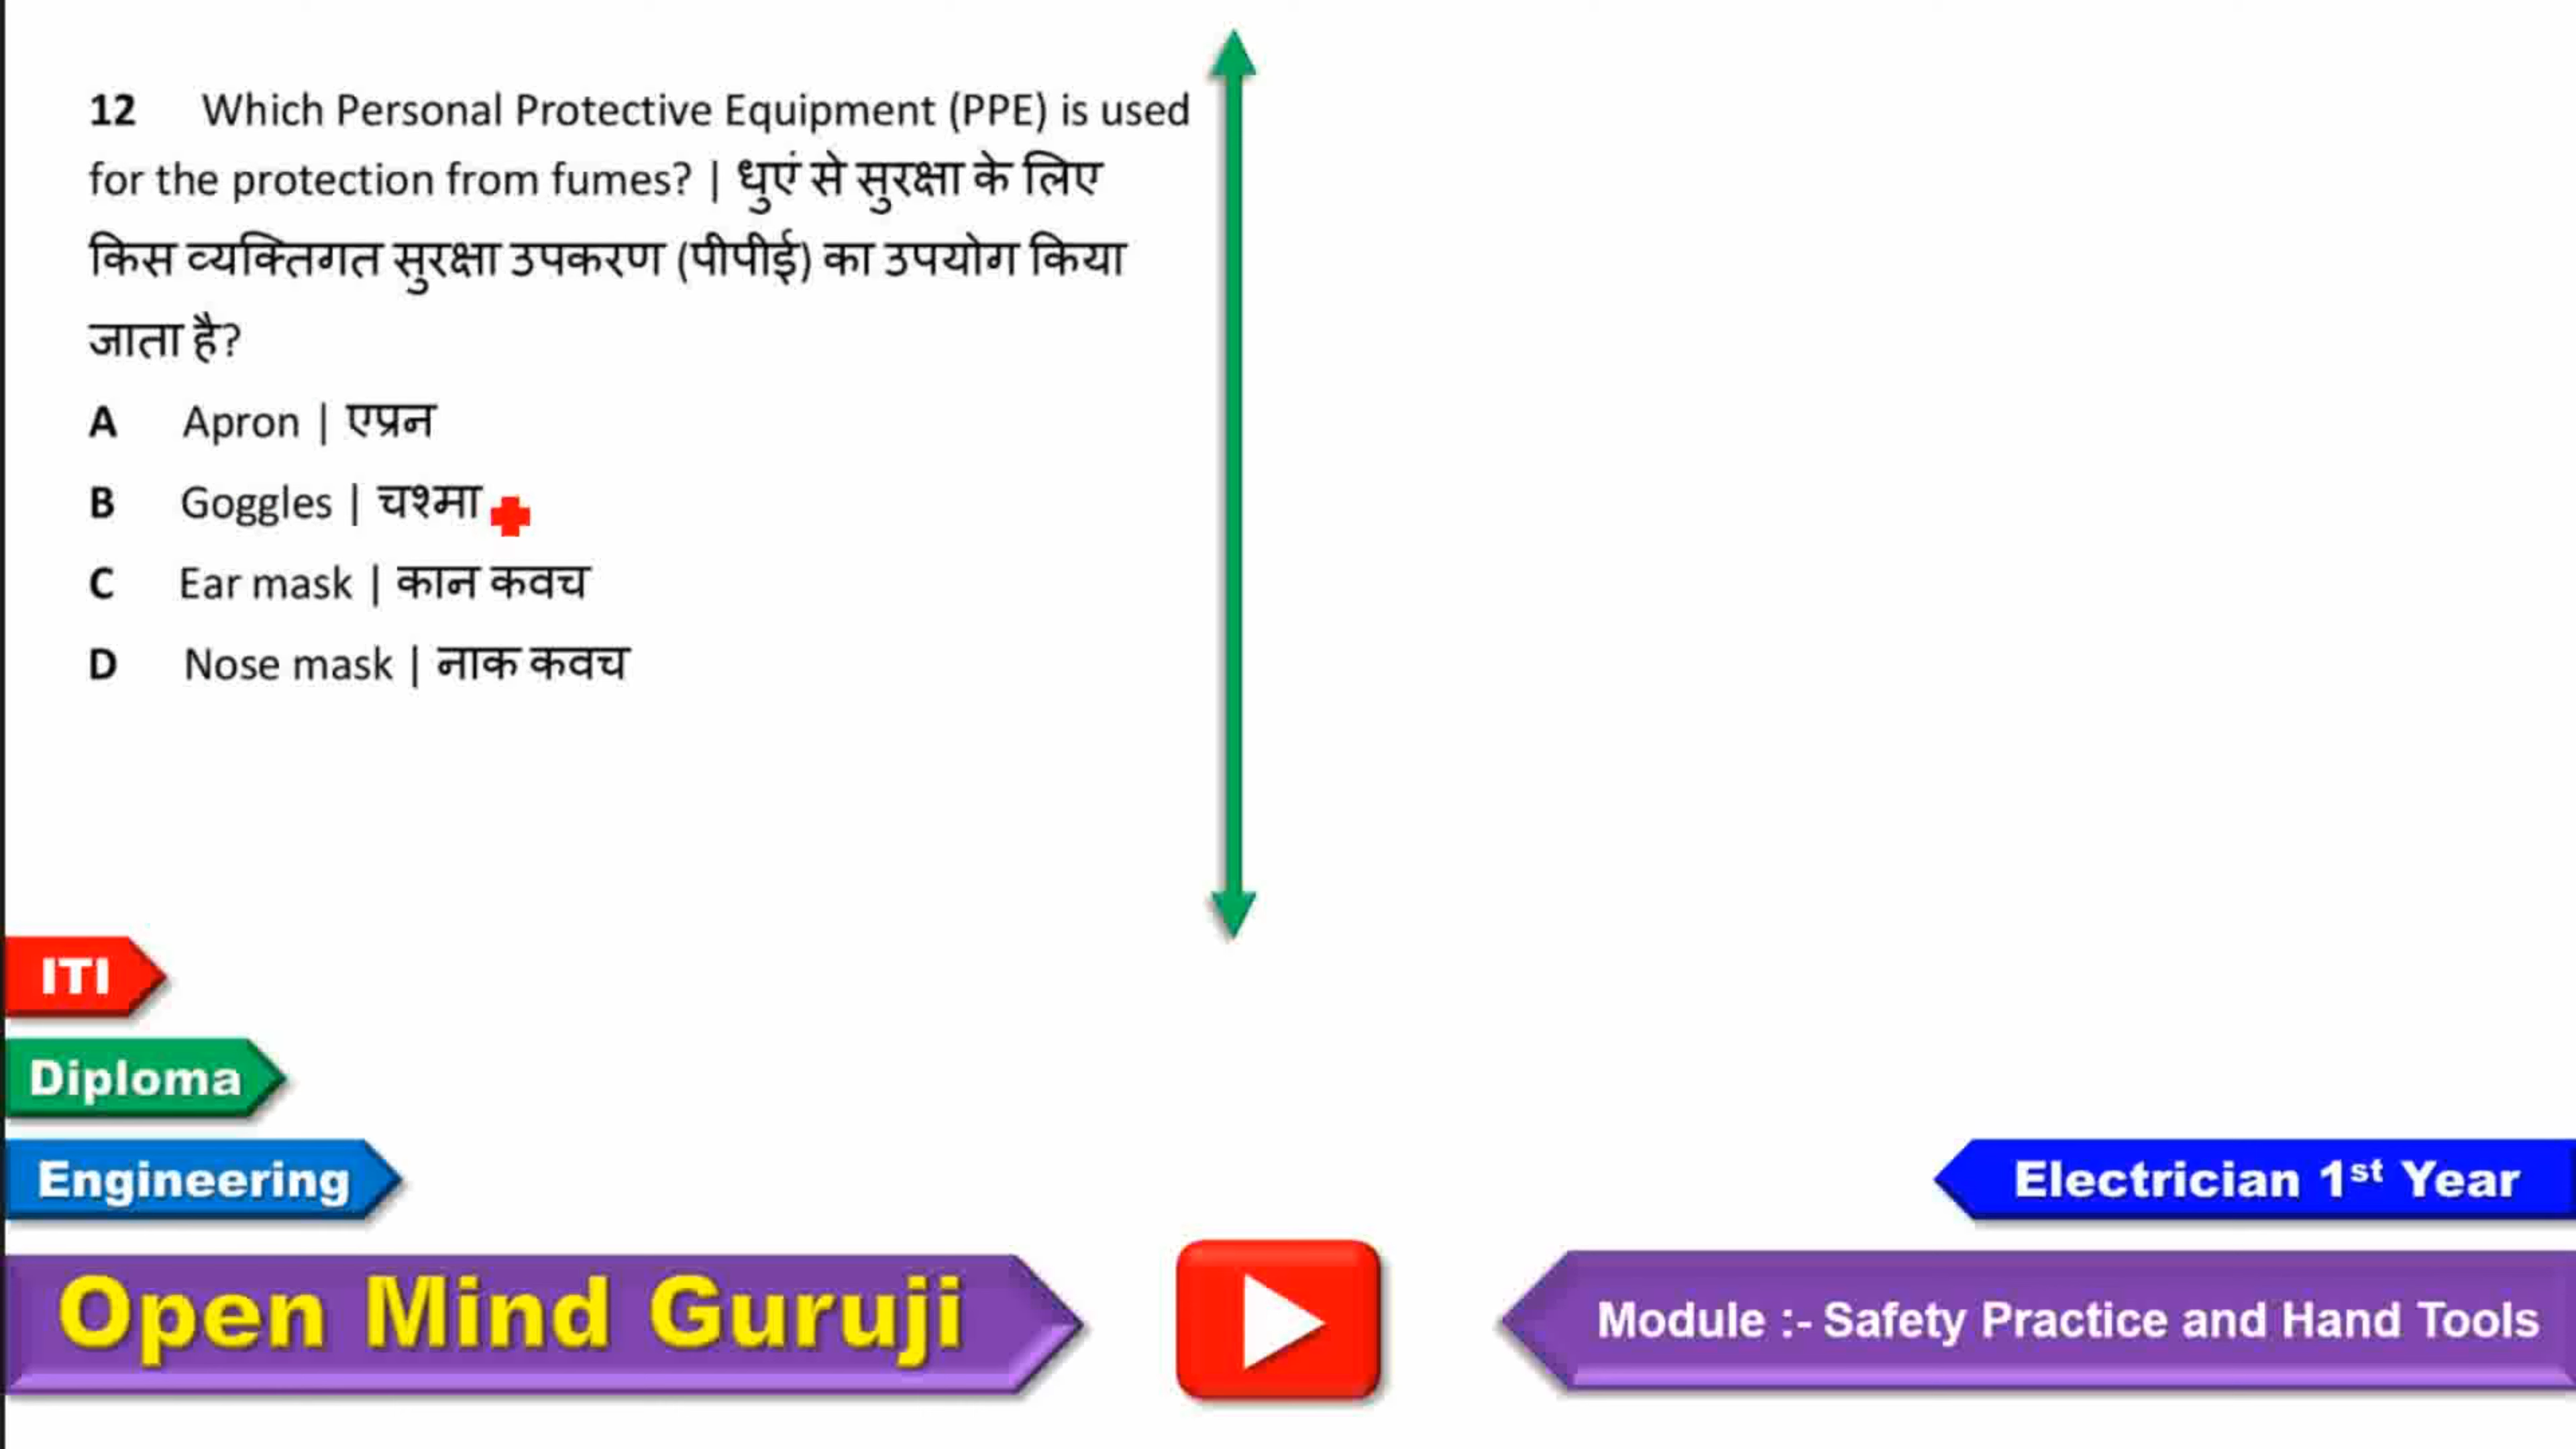 12 Which Personal Protective Equipment (PPE) is used
for the protection from fumes? | धुएं से सुरक्षा के लिए
किस व्यक्तिगत सुरक्षा उपकरण (पीपीई) का उपयोग किया
जाता है?
A Apron | एप्रन
B Goggles | चश्मा
C Ear mask | कान कवच
D Nose mask | नाक कवच
ITI
Diploma
Engineering
Electrician 1st Year
Open Mind Guruji
Module :- Safety Practice and Hand Tools